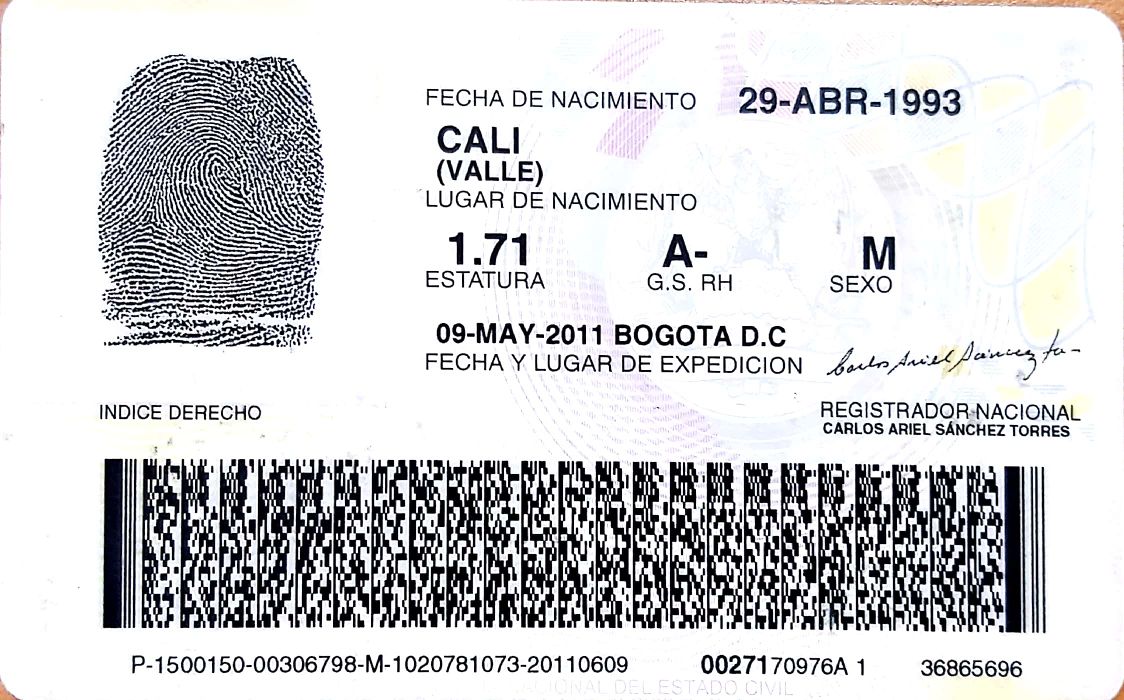 FECHA DE NACIMIENTO 29-ABR-1993
CALI
(VALLE)
LUGAR DE NACIMIENTO
1.71 A- M
ESTATURA G.S. RH SEXO
09-MAY-2011 BOGOTA D.C
FECHA Y LUGAR DE EXPEDICION
Carlos Ariel Sánchez To-
INDICE DERECHO
REGISTRADOR NACIONAL
CARLOS ARIEL SÁNCHEZ TORRES
P-1500150-00306798-M-1020781073-20110609 0027170976A 1 36865696
NACIONAL DEL ESTADO CIVIL